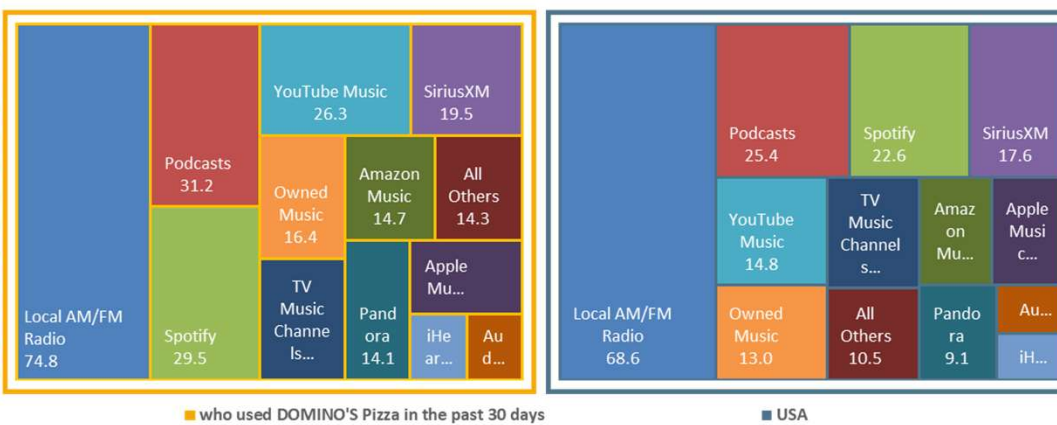 Local AM/FM
Radio
74.8
Podcasts
31.2
Spotify
29.5
YouTube Music
26.3
SiriusXM
19.5
Owned
Music
16.4
TV
Music
Channe
ls...
Amazon
Music
14.7
All
Others
14.3
Pand
ora
14.1
Apple
Mu...
iHe
ar...
Au
d...
who used DOMINO'S Pizza in the past 30 days
Local AM/FM
Radio
68.6
Podcasts
25.4
Spotify
22.6
SiriusXM
17.6
YouTube
Music
14.8
TV
Music
Channel
s...
Amaz
on
Mu...
Apple
Musi
c...
Owned
Music
13.0
All
Others
10.5
Pando
ra
9.1
Au...
iH...
USA